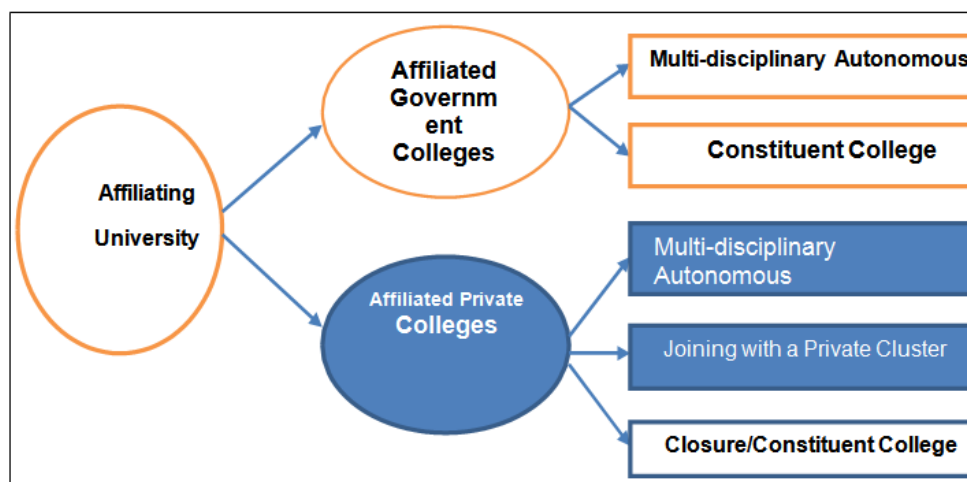 Affiliating
University
Affiliated
Governm
ent
Colleges
Multi-disciplinary Autonomous
Constituent College
Affiliated Private
Colleges
Multi-disciplinary
Autonomous
Joining with a Private Cluster
Closure/Constituent College